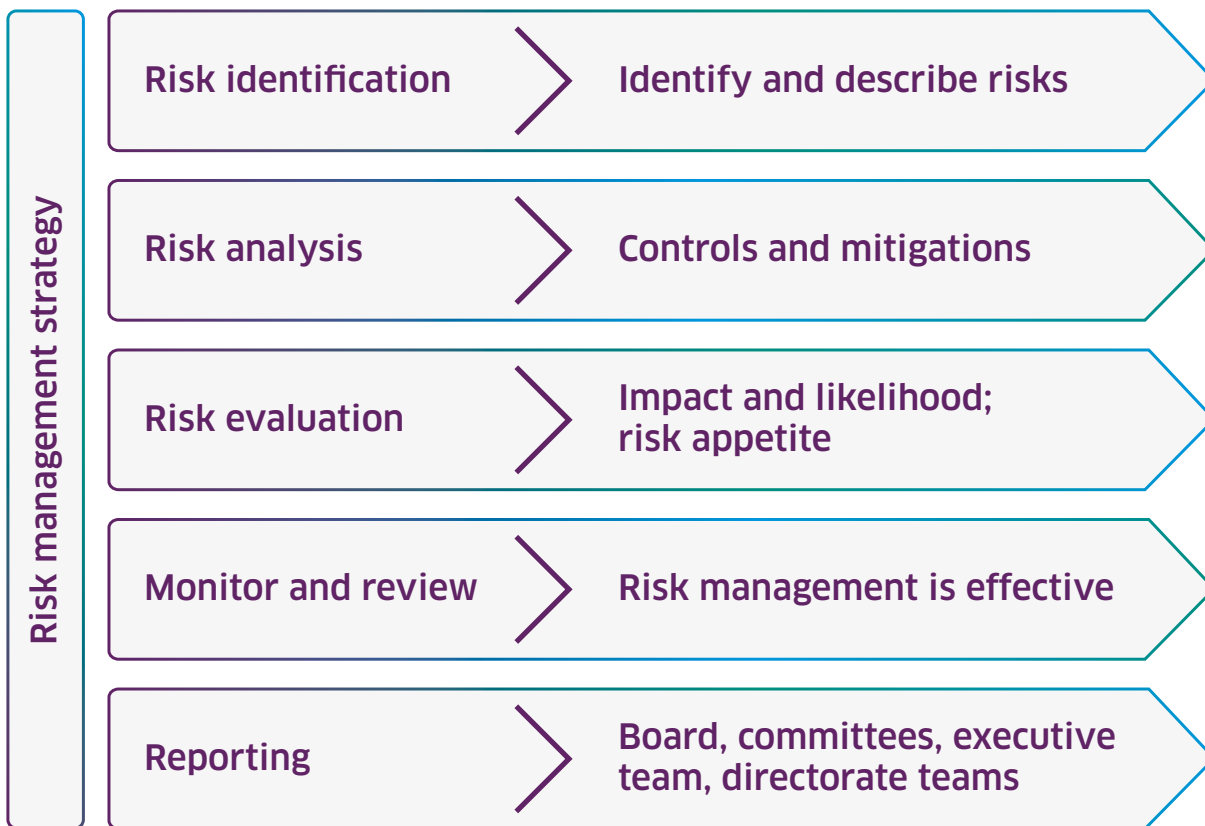 Risk management strategy
Risk identification
Identify and describe risks
Risk analysis
Controls and mitigations
Risk evaluation
Impact and likelihood;
risk appetite
Monitor and review
Risk management is effective
Reporting
Board, committees, executive
team, directorate teams